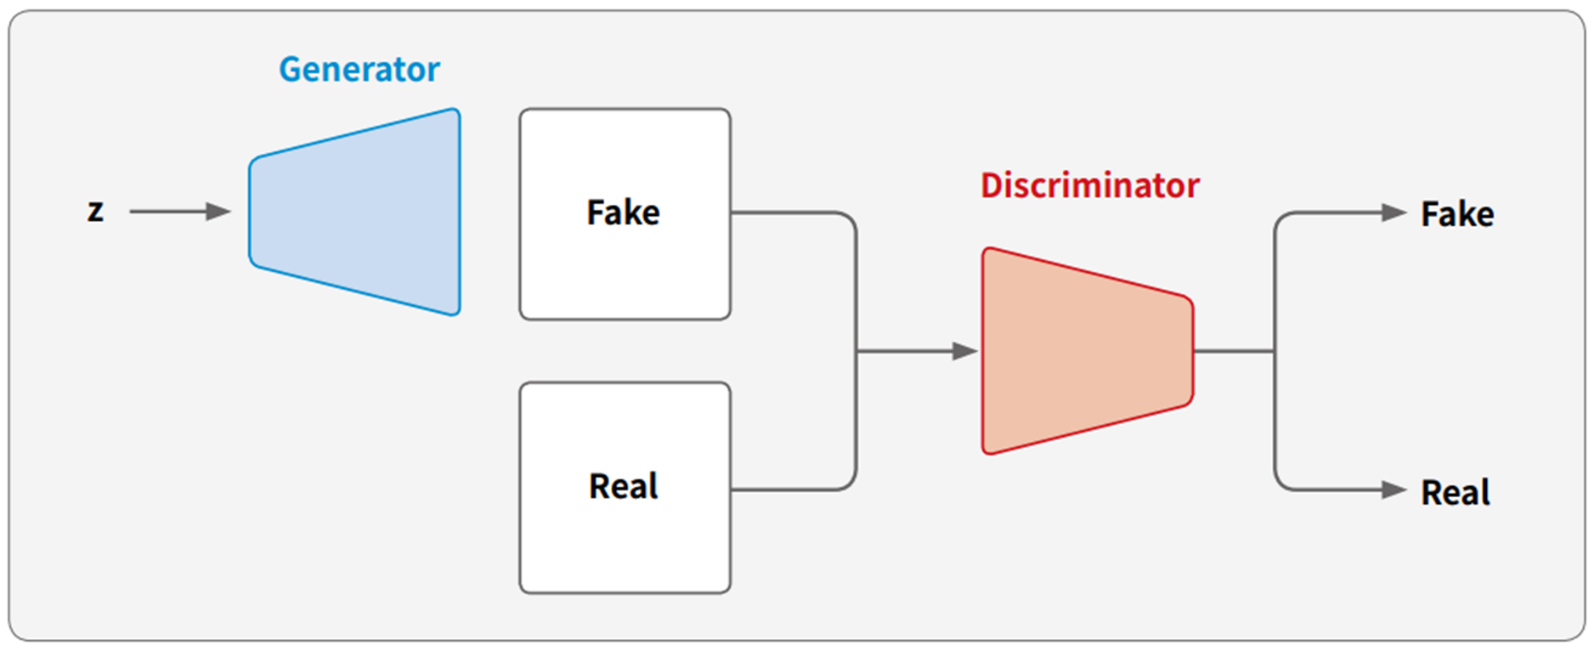 Generator
z
Fake
Real
Discriminator
Fake
Real